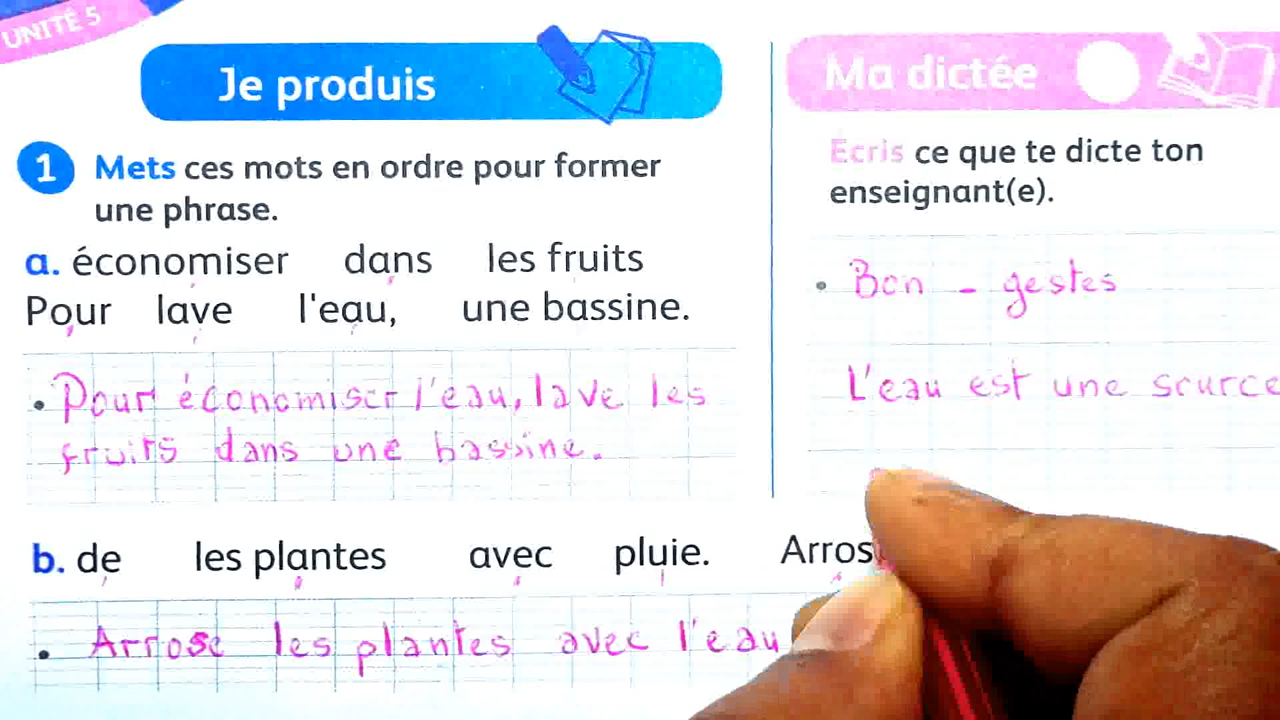 UNITÉ 5
Je produis
1 Mets ces mots en ordre pour former
une phrase.
a. économiser dans les fruits
Pour lave l'eau, une bassine.
• Pour économiser l'eau, lave les
fruits dans une bassine.
b. de les plantes avec pluie. Arros
• Arrose les plantes avec l'eau
Ma dictée
Écris ce que te dicte ton
enseignant(e).
• Bon - gestes
L'eau est une source